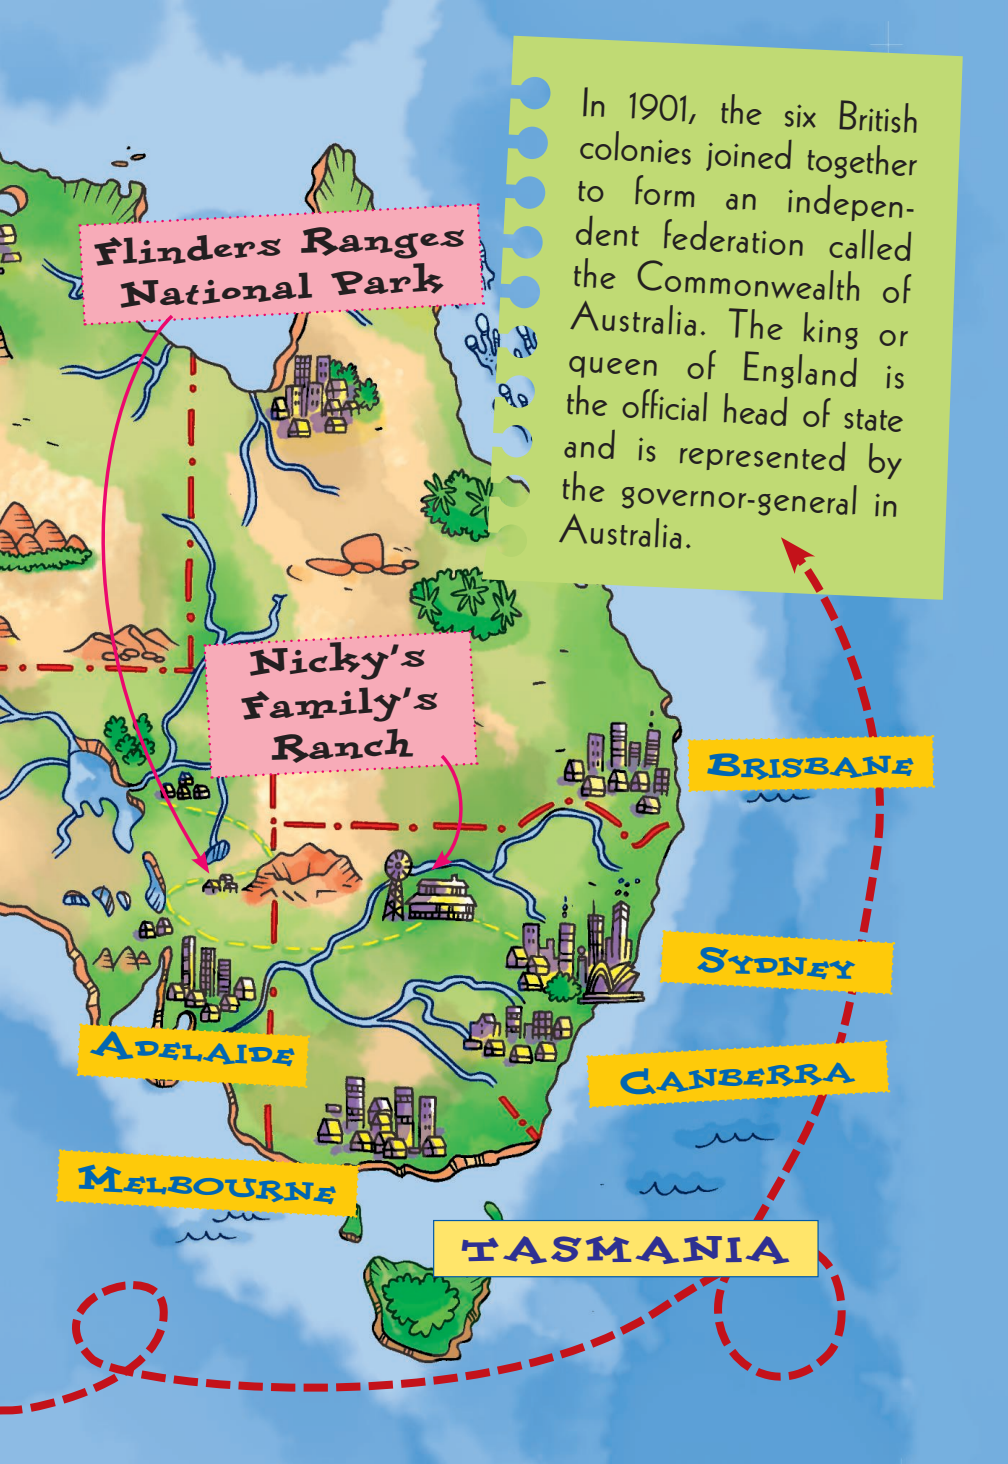 In 1901, the six British
colonies joined together
to form an indepen-
dent federation called
the Commonwealth of
Australia. The king or
queen of England is
the official head of state
and is represented by
the governor-general in
Australia.
Flinders Ranges
National Park
Nicky's
Family's
Ranch
BRISBANE
SYDNEY
ADELAIDE
CANBERRA
MELBOURNE
TASMANIA